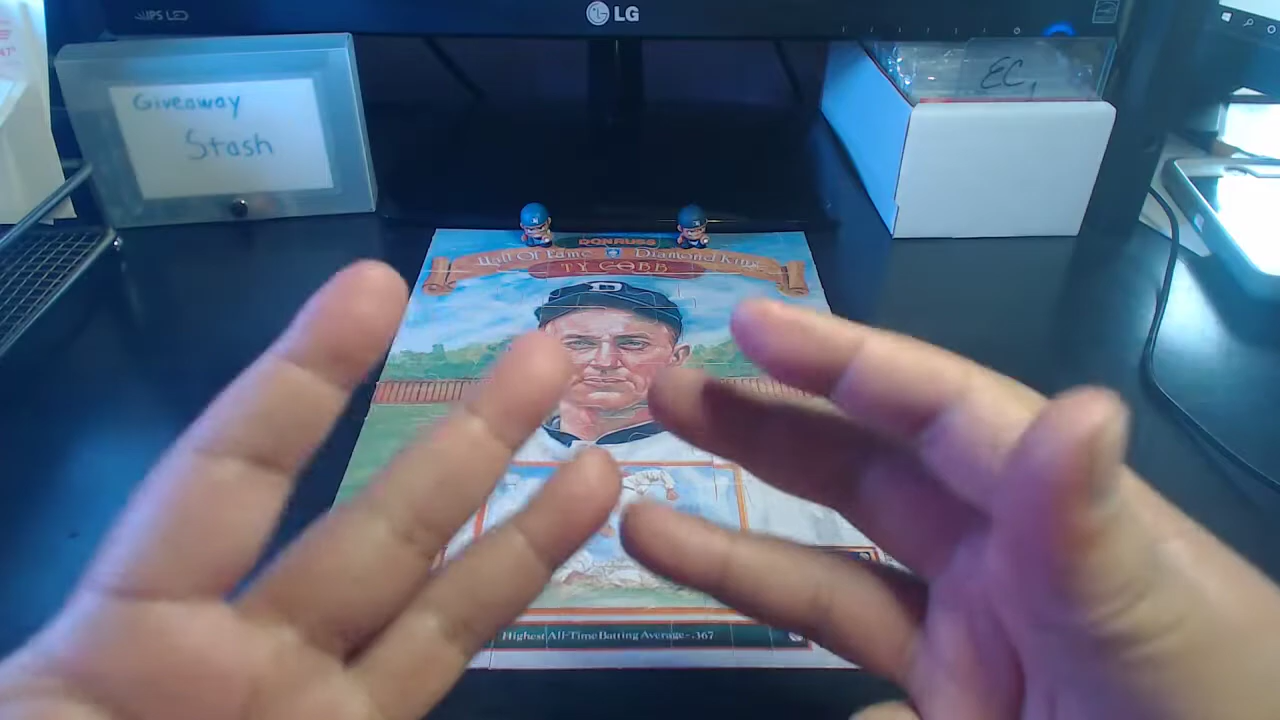 IPS LED
LG
Giveaway
Stash
EC
DONRUSS
Hall Of Fame Diamond King
TY COBB
D
Highest All-Time Batting Average-.367